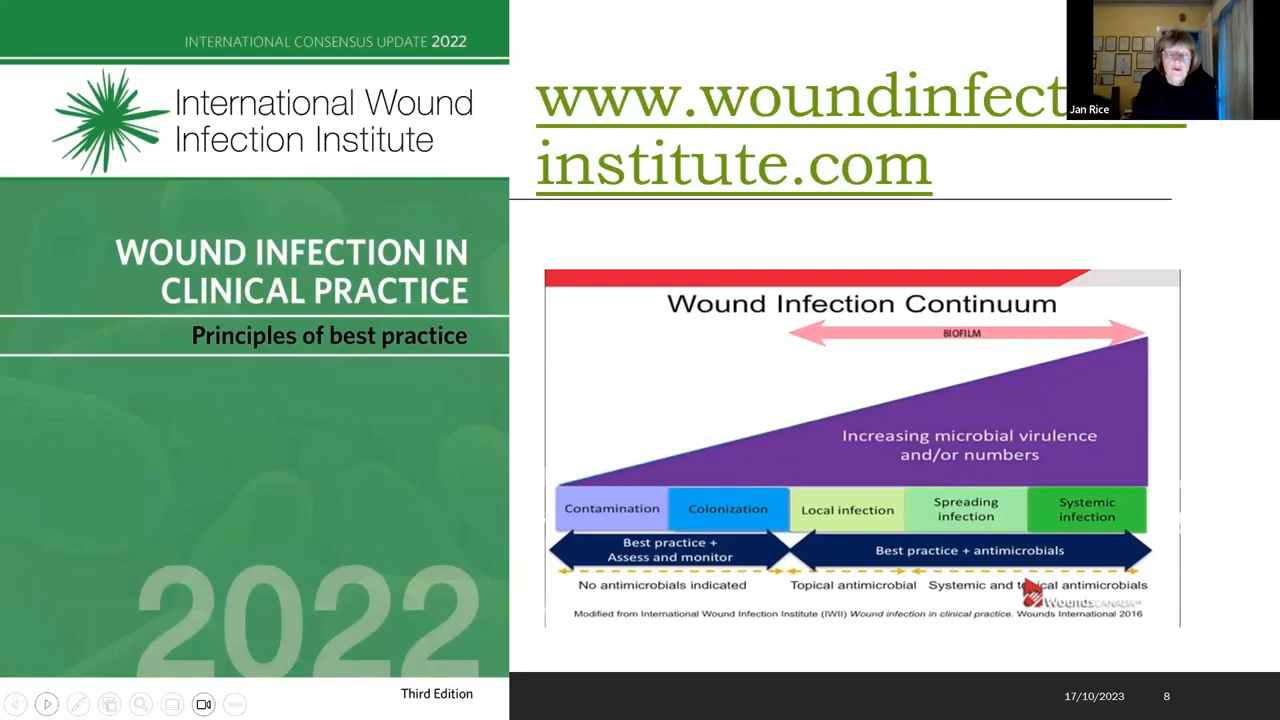 INTERNATIONAL CONSENSUS UPDATE 2022
International Wound
Infection Institute
WOUND INFECTION IN
CLINICAL PRACTICE
Principles of best practice
2022
Third Edition
www.woundinfect
institute.com
Jan Rice
Wound Infection Continuum
BIOFILM
Increasing microbial virulence
and/or numbers
Contamination
Colonization
Local infection
Spreading
infection
Systemic
infection
Best practice +
Assess and monitor
Best practice + antimicrobials
No antimicrobials indicated
Topical antimicrobial
Systemic and topical antimicrobials
WoundsCANADA
Modified from International Wound Infection Institute (IWII) Wound infection in clinical practice. Wounds International 2016
17/10/2023
8